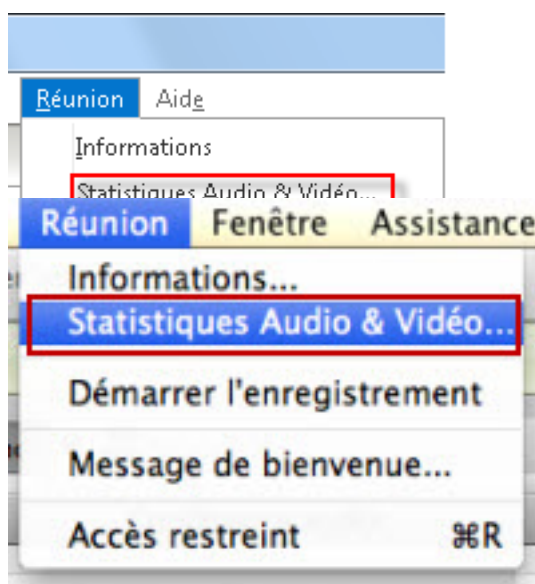 Réunion Aide
Informations
Statistiques Audio & Vidéo...
Réunion Fenêtre Assistance
Informations...
Statistiques Audio & Vidéo...
Démarrer l'enregistrement
Message de bienvenue...
Accès restreint ⌘R